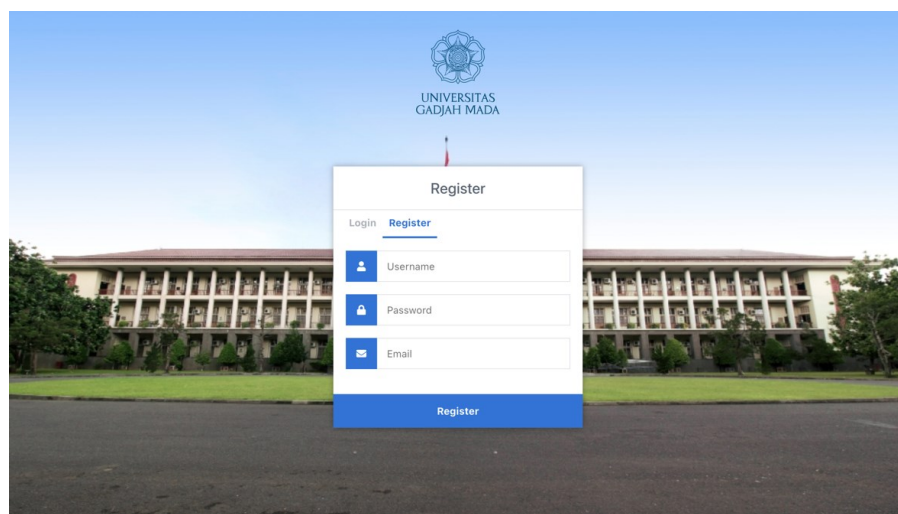 UNIVERSITAS
GADJAH MADA
Register
Login Register
Username
Password
Email
Register